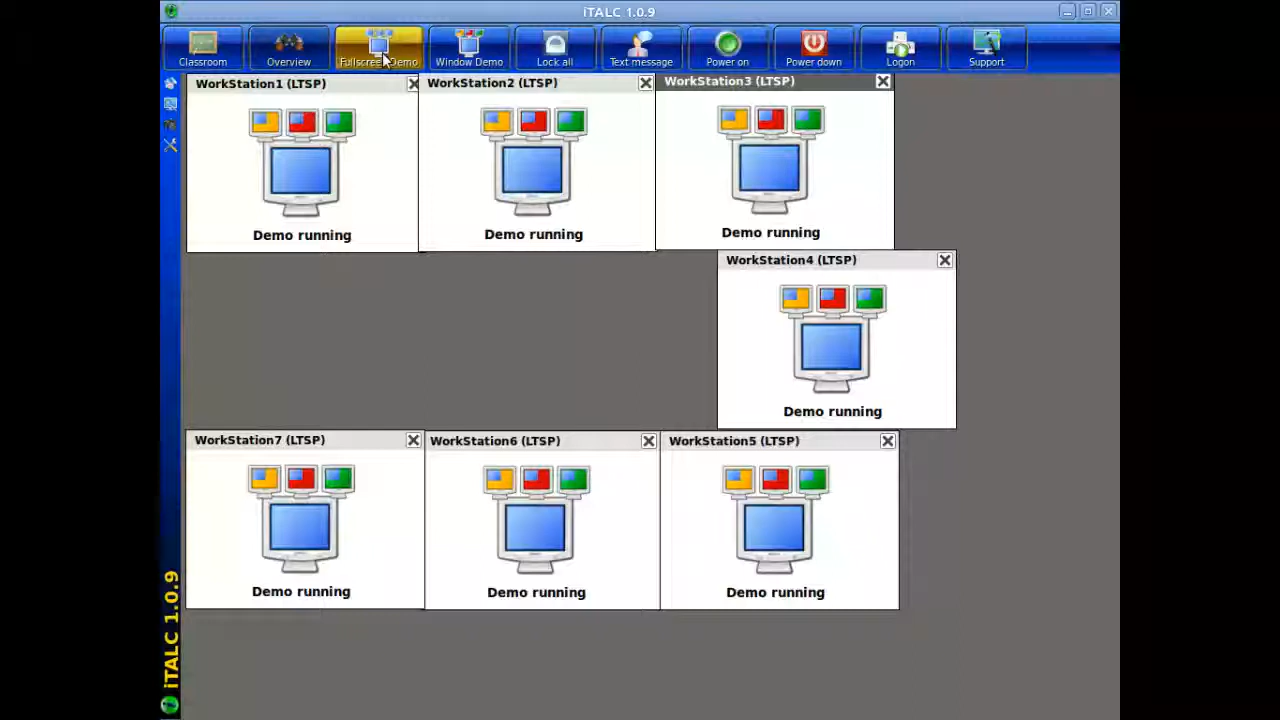 iTALC 1.0.9
Classroom
Overview
Fullscreen Demo
Window Demo
Lock all
Text message
Power on
Power down
Logon
Support
WorkStation1 (LTSP)
Demo running
WorkStation2 (LTSP)
Demo running
WorkStation3 (LTSP)
Demo running
WorkStation4 (LTSP)
Demo running
WorkStation7 (LTSP)
Demo running
WorkStation6 (LTSP)
Demo running
WorkStation5 (LTSP)
Demo running
iTALC 1.0.9